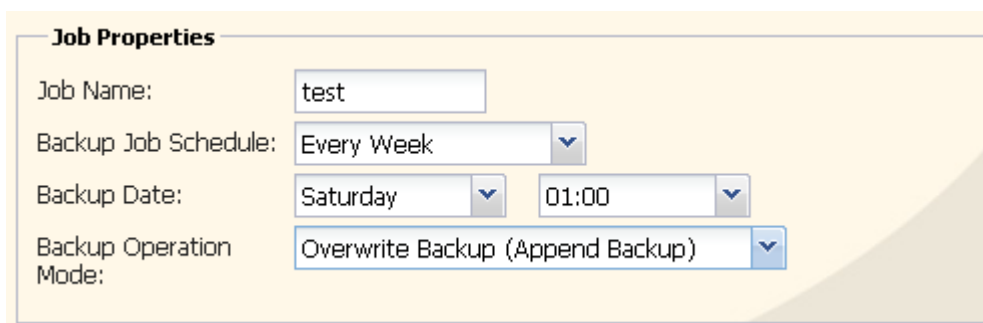 Job Properties
Job Name: test
Backup Job Schedule: Every Week
Backup Date: Saturday 01:00
Backup Operation Mode: Overwrite Backup (Append Backup)